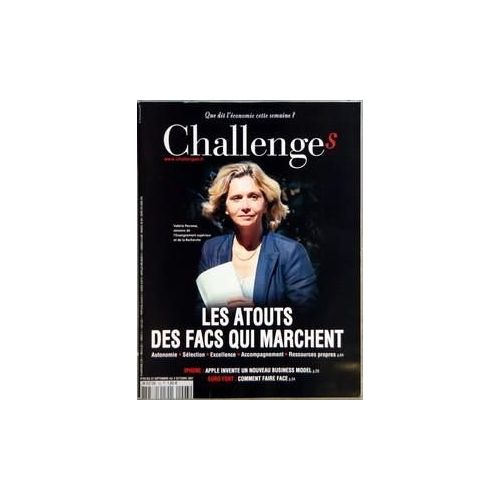 Que dit l'économie cette semaine ?
Challenges
www.challenges.fr
Valérie Pécresse,
ministre de
l'Enseignement supérieur
et de la Recherche
LES ATOUTS
DES FACS QUI MARCHENT
Autonomie • Sélection • Excellence • Accompagnement • Ressources propres p.54
IPHONE : APPLE INVENTE UN NOUVEAU BUSINESS MODEL
EURO FORT : COMMENT FAIRE FACE